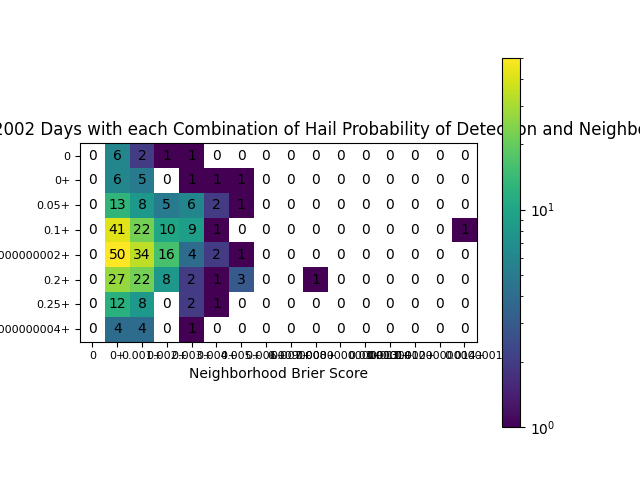 2002 Days with each Combination of Hail Probability of Detection and Neighbo
0 0 6 2 1 1 0 0 0 0 0 0 0 0 0 0 0
0+ 0 6 5 0 1 1 1 0 0 0 0 0 0 0 0 0
0.05+ 0 13 8 5 6 2 1 0 0 0 0 0 0 0 0 0
0.1+ 0 41 22 10 9 1 0 0 0 0 0 0 0 0 0 1
000000002+ 0 50 34 16 4 2 1 0 0 0 0 0 0 0 0 0
0.2+ 0 27 22 8 2 1 3 0 0 1 0 0 0 0 0 0
0.25+ 0 12 8 0 2 1 0 0 0 0 0 0 0 0 0 0
000000004+ 0 4 4 0 1 0 0 0 0 0 0 0 0 0 0 0
0 0+ 0.001+
Neighborhood Brier Score
10¹
10⁰